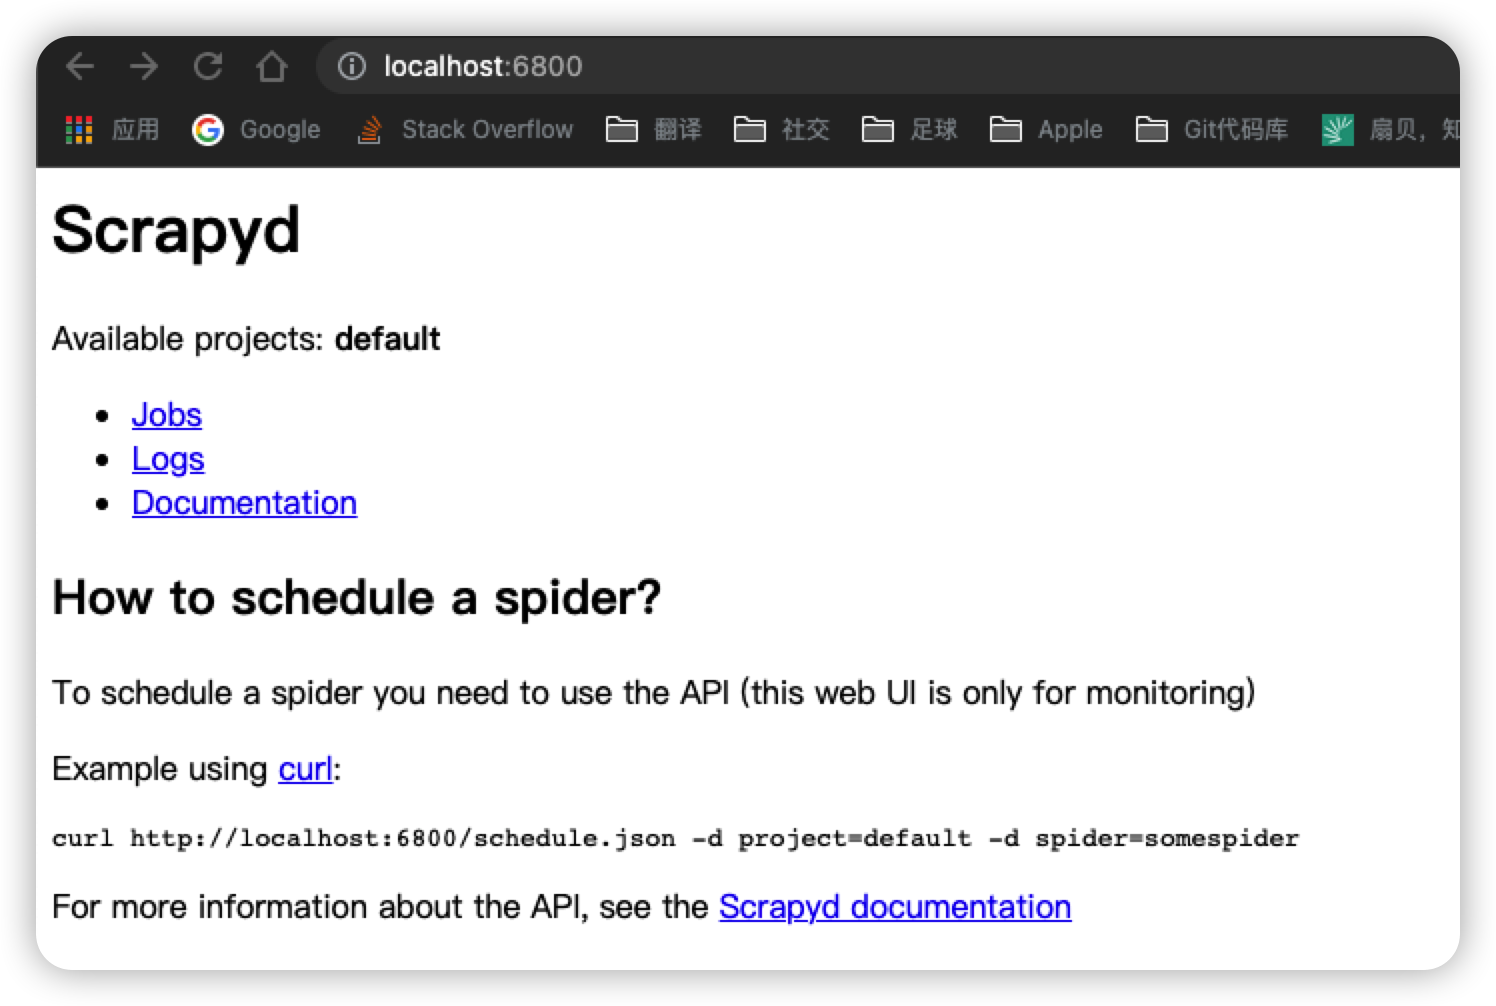 localhost:6800
应用 Google Stack Overflow 翻译 社交 足球 Apple Git代码库 扇贝，知
Scrapyd
Available projects: default
Jobs
Logs
Documentation
How to schedule a spider?
To schedule a spider you need to use the API (this web UI is only for monitoring)
Example using curl:
curl http://localhost:6800/schedule.json -d project=default -d spider=somespider
For more information about the API, see the Scrapyd documentation